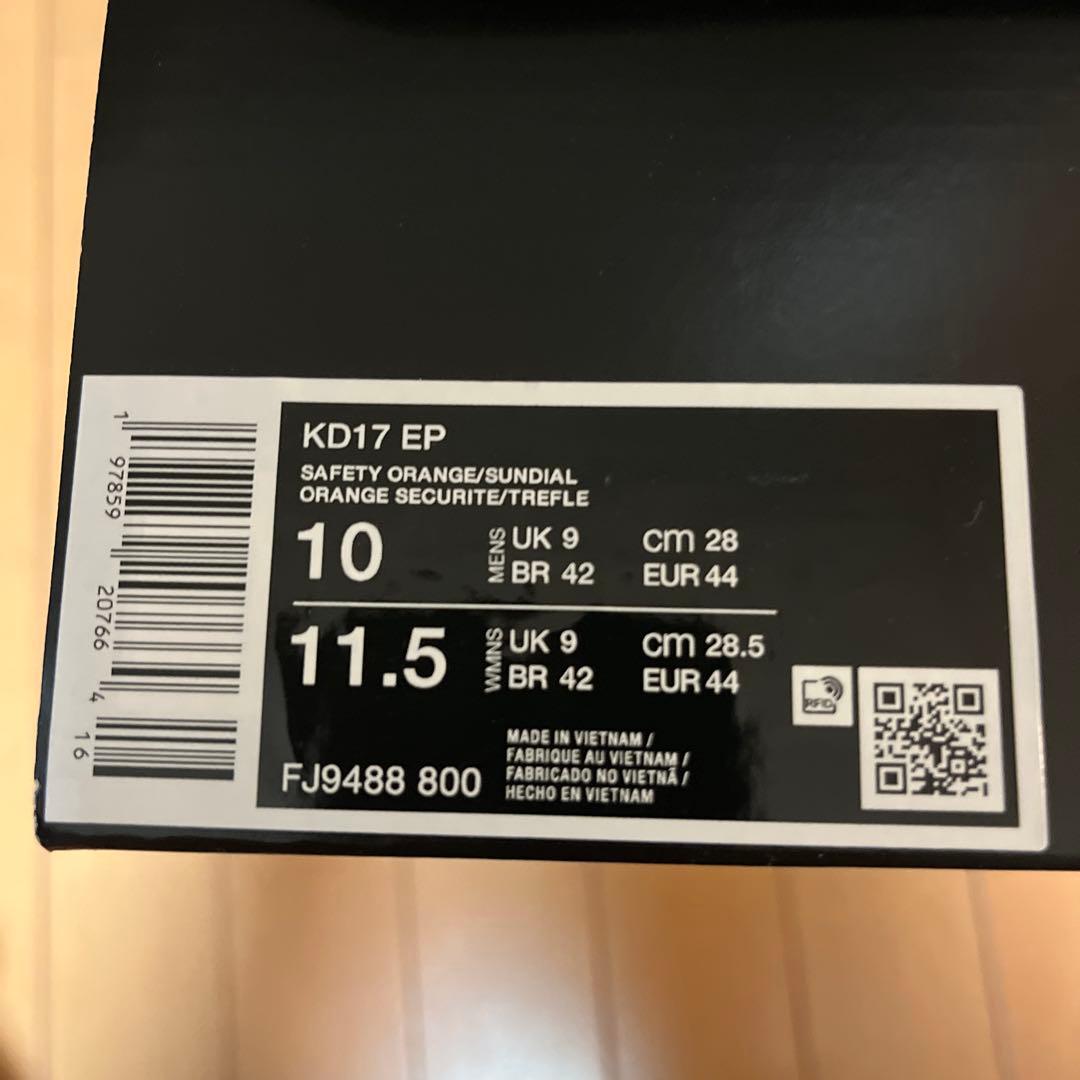 KD17 EP
SAFETY ORANGE/SUNDIAL
ORANGE SECURITE/TREFLE
10 MENS UK 9 cm 28
BR 42 EUR 44
11.5 WMNS UK 9 cm 28.5
BR 42 EUR 44
FJ9488 800
MADE IN VIETNAM /
FABRIQUE AU VIETNAM /
FABRICADO NO VIETNÃ /
HECHO EN VIETNAM
RFID
1 97859 20766 4 16